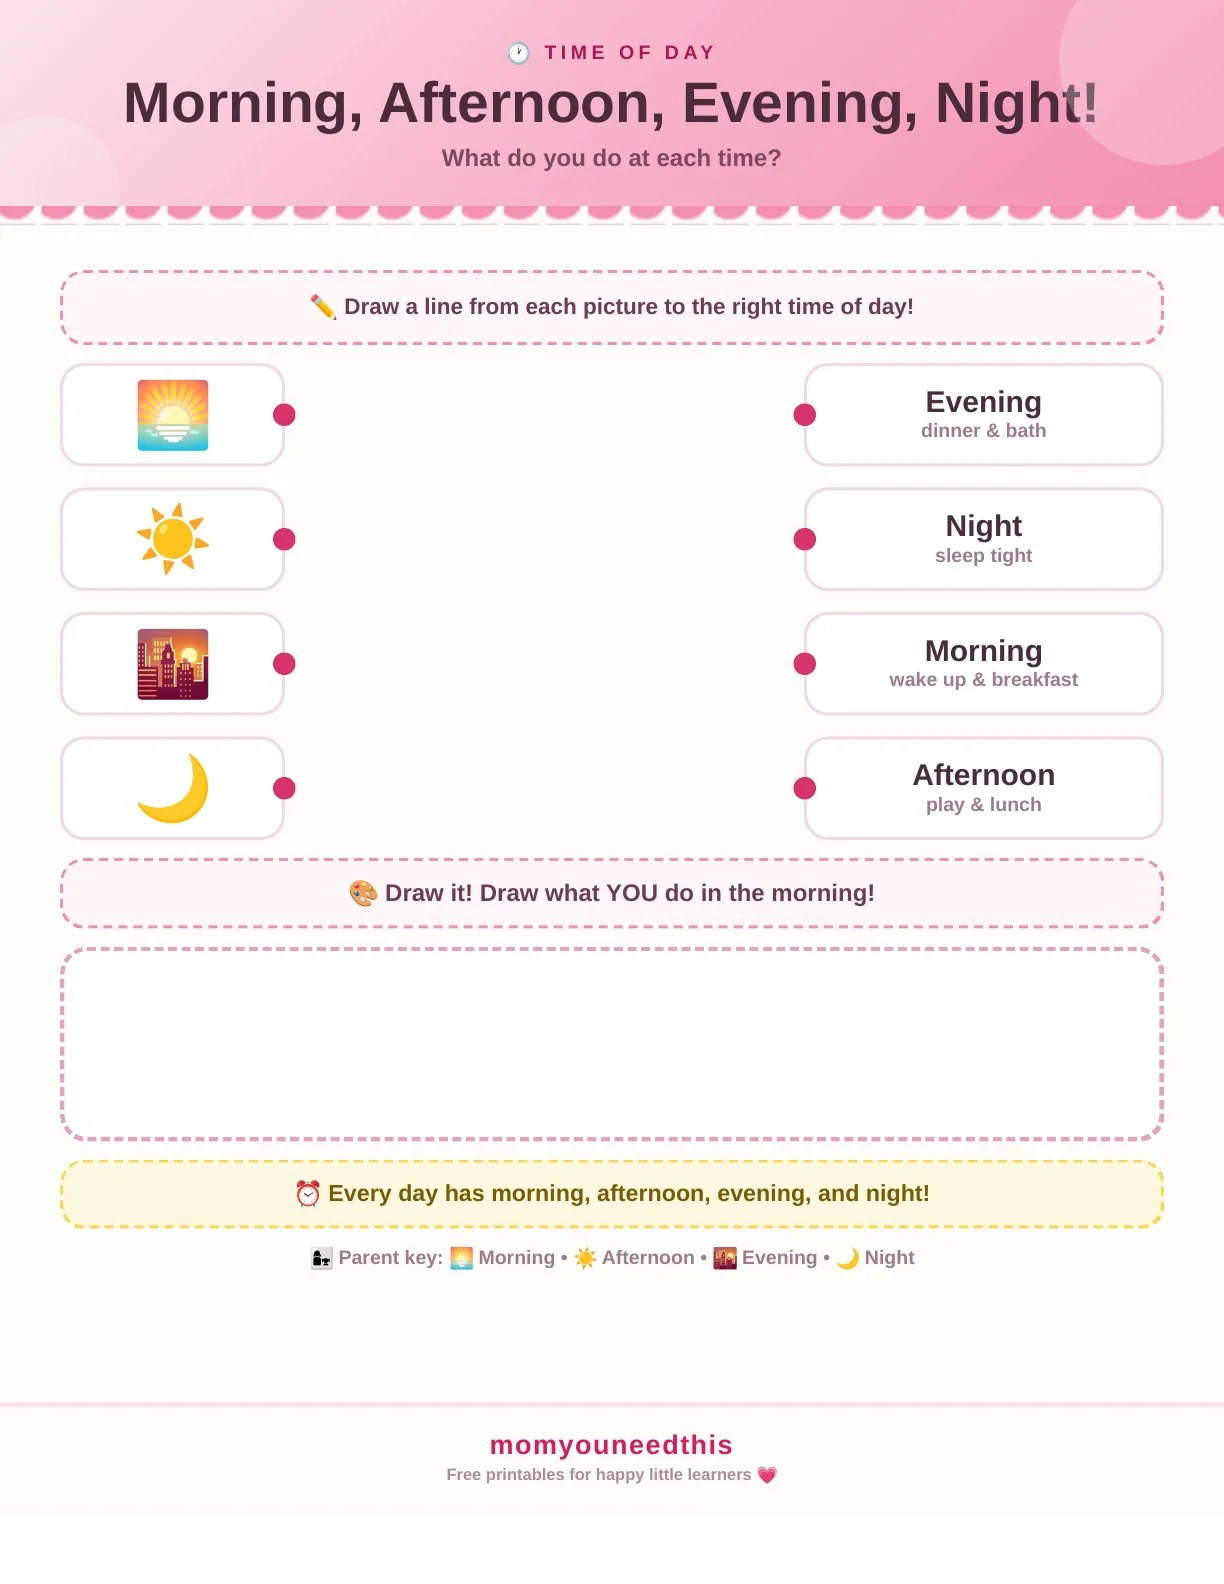 TIME OF DAY
Morning, Afternoon, Evening, Night!
What do you do at each time?
Draw a line from each picture to the right time of day!
Evening
dinner & bath
Night
sleep tight
Morning
wake up & breakfast
Afternoon
play & lunch
Draw it! Draw what YOU do in the morning!
Every day has morning, afternoon, evening, and night!
Parent key: Morning • Afternoon • Evening • Night
momyouneedthis
Free printables for happy little learners